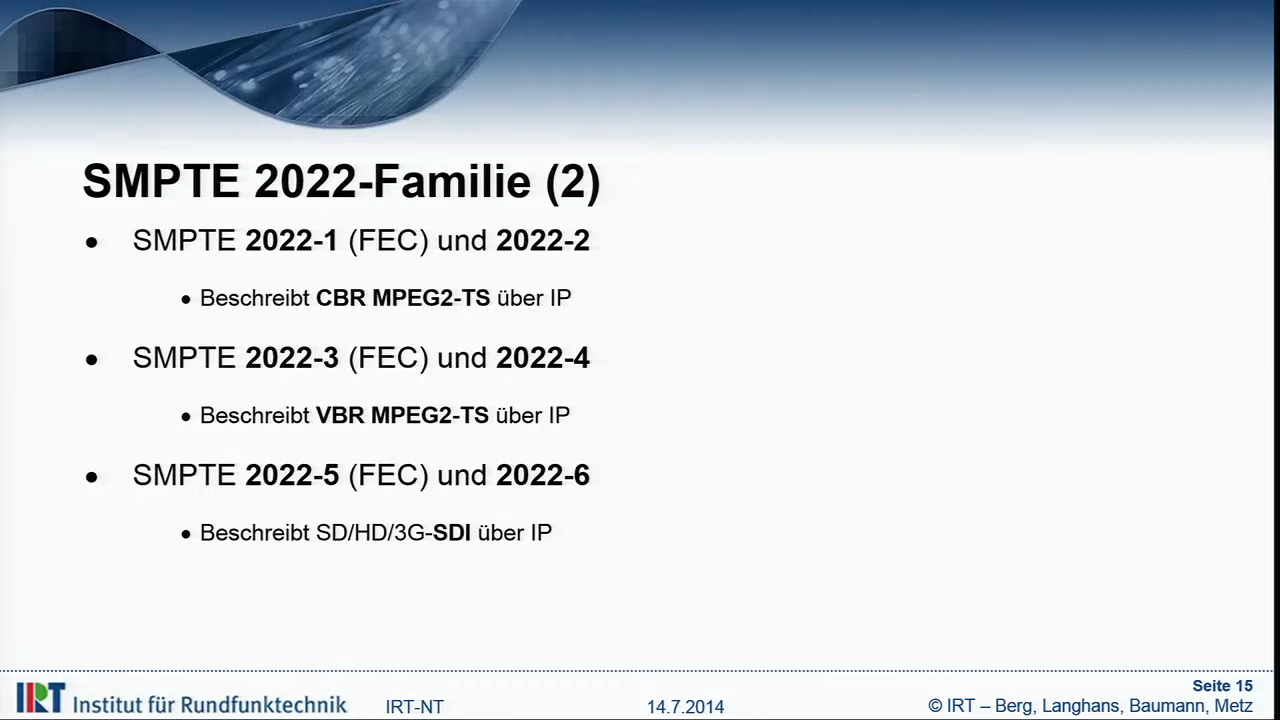 SMPTE 2022-Familie (2)
• SMPTE 2022-1 (FEC) und 2022-2
• Beschreibt CBR MPEG2-TS über IP
• SMPTE 2022-3 (FEC) und 2022-4
• Beschreibt VBR MPEG2-TS über IP
• SMPTE 2022-5 (FEC) und 2022-6
• Beschreibt SD/HD/3G-SDI über IP
Seite 15
IRT Institut für Rundfunktechnik IRT-NT 14.7.2014 © IRT – Berg, Langhans, Baumann, Metz